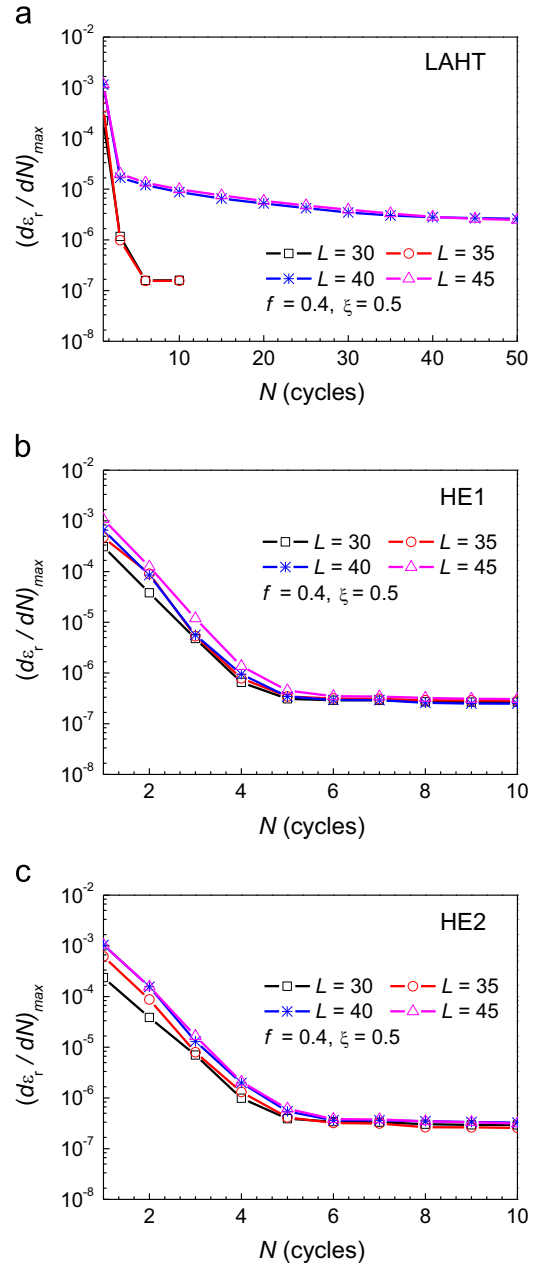 a
LAHT
10⁻²
10⁻³
10⁻⁴
10⁻⁵
10⁻⁶
10⁻⁷
10⁻⁸
(dεᵣ / dN)max
L = 30 L = 35
L = 40 L = 45
f = 0.4, ξ = 0.5
10 20 30 40 50
N (cycles)
b
HE1
10⁻²
10⁻³
10⁻⁴
10⁻⁵
10⁻⁶
10⁻⁷
10⁻⁸
(dεᵣ / dN)max
L = 30 L = 35
L = 40 L = 45
f = 0.4, ξ = 0.5
2 4 6 8 10
N (cycles)
c
HE2
10⁻²
10⁻³
10⁻⁴
10⁻⁵
10⁻⁶
10⁻⁷
10⁻⁸
(dεᵣ / dN)max
L = 30 L = 35
L = 40 L = 45
f = 0.4, ξ = 0.5
2 4 6 8 10
N (cycles)